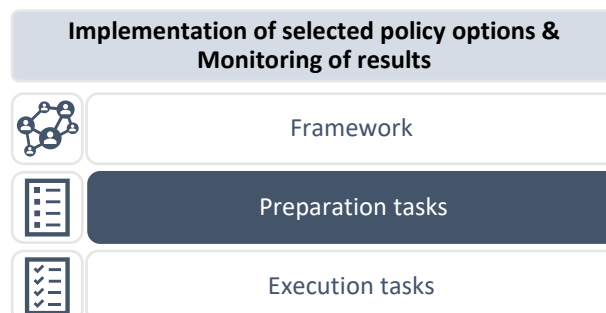 Implementation of selected policy options &
Monitoring of results
Framework
Preparation tasks
Execution tasks